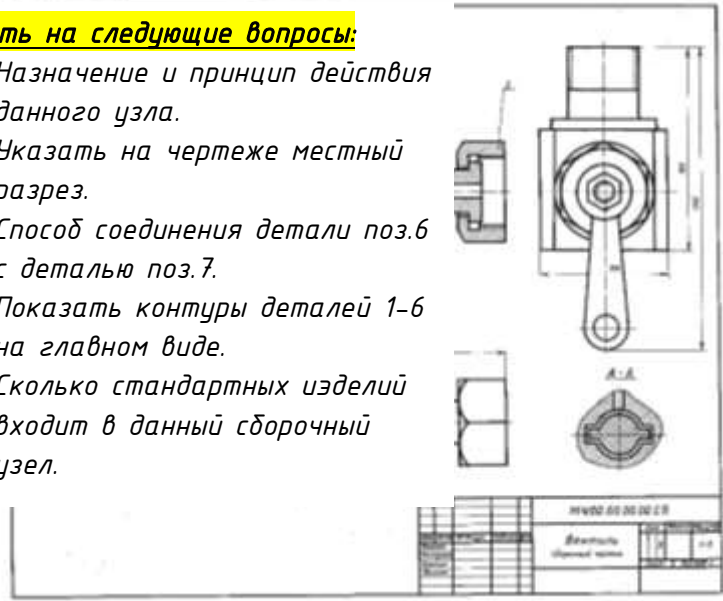 ть на следующие вопросы:
Назначение и принцип действия
данного узла.
Указать на чертеже местный
разрез.
Способ соединения детали поз.6
с деталью поз.7.
Показать контуры деталей 1-6
на главном виде.
Сколько стандартных изделий
входит в данный сборочный
узел.
А-А
Вентиль